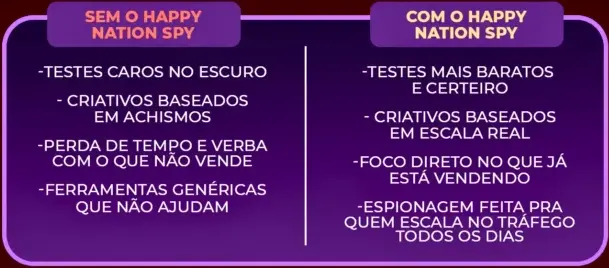 SEM O HAPPY
NATION SPY
-TESTES CAROS NO ESCURO
- CRIATIVOS BASEADOS
EM ACHISMOS
-PERDA DE TEMPO E VERBA
COM O QUE NÃO VENDE
-FERRAMENTAS GENÉRICAS
QUE NÃO AJUDAM
COM O HAPPY
NATION SPY
-TESTES MAIS BARATOS
E CERTEIRO
- CRIATIVOS BASEADOS
EM ESCALA REAL
-FOCO DIRETO NO QUE JÁ
ESTÁ VENDENDO
-ESPIONAGEM FEITA PRA
QUEM ESCALA NO TRÁFEGO
TODOS OS DIAS